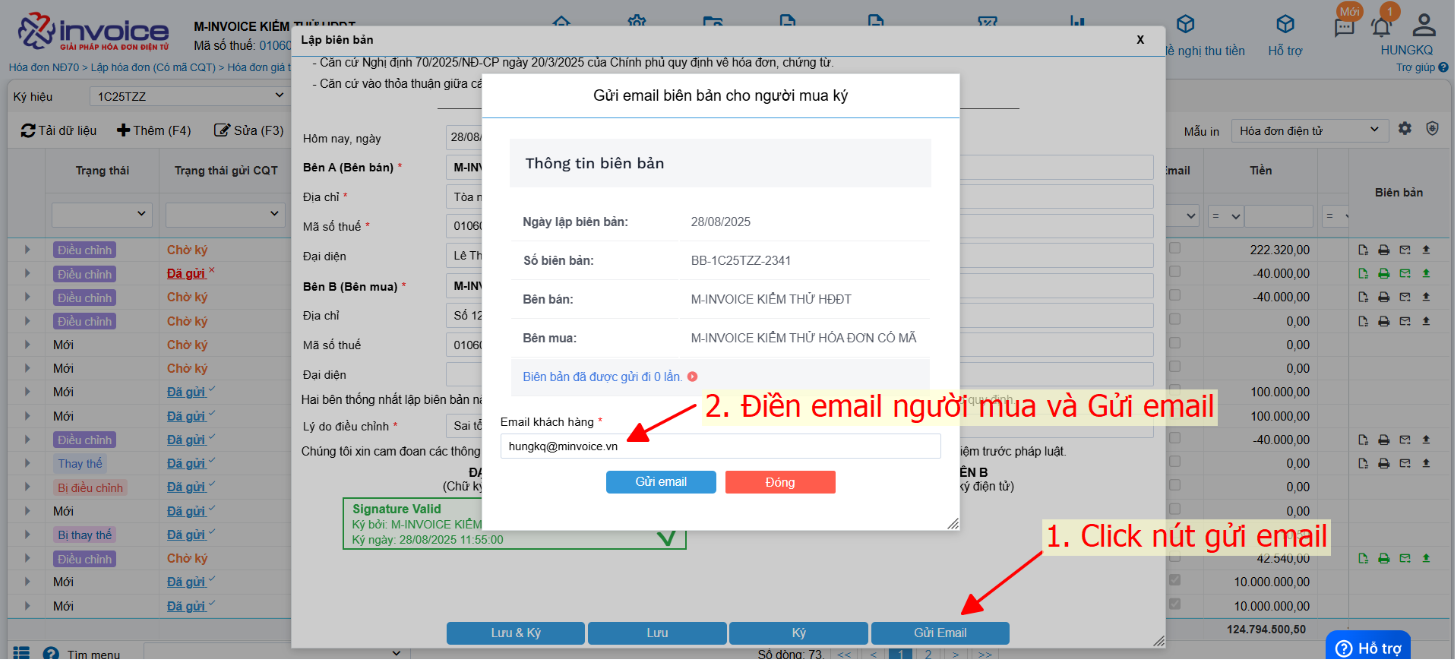 invoice
GIẢI PHÁP HÓA ĐƠN ĐIỆN TỬ
M-INVOICE KIỂM THỬ HĐĐT
Mã số thuế: 01060
Hóa đơn NĐ70 > Lập hóa đơn (Có mã CQT) > Hóa đơn giá t
Mới
1
ề nghị thu tiền
Hỗ trợ
HUNGKQ
Trợ giúp ?
Ký hiệu
1C25TZZ
Tải dữ liệu
Thêm (F4)
Sửa (F3)
Mẫu in
Hóa đơn điện tử
Trạng thái
Trạng thái gửi CQT
Email
Tiền
Biên bản
=
=
Điều chỉnh Chờ ký 222.320,00
Điều chỉnh Đã gửi × -40.000,00
Điều chỉnh Chờ ký -40.000,00
Điều chỉnh Chờ ký 0,00
Mới Chờ ký 0,00
Mới Chờ ký 0,00
Mới Đã gửi 100.000,00
Mới Đã gửi 100.000,00
Điều chỉnh Đã gửi -40.000,00
Thay thế Đã gửi 0,00
Bị điều chỉnh Đã gửi 0,00
Mới Đã gửi 0,00
Bị thay thế Đã gửi
Điều chỉnh Chờ ký 42.540,00
Mới Đã gửi 10.000.000,00
Mới Đã gửi 10.000.000,00
124.794.500,50
? Tìm menu
Số dòng: 73
<< < 1 2 > >>
? Hỗ trợ
Lập biên bản
X
- Căn cứ Nghị định 70/2025/NĐ-CP ngày 20/3/2025 của Chính phủ quy định về hóa đơn, chứng từ.
- Căn cứ vào thỏa thuận giữa cá
Hôm nay, ngày 28/08/
Bên A (Bên bán) * M-INV
Địa chỉ * Tòa n
Mã số thuế * 01060
Đại diện Lê Th
Bên B (Bên mua) * M-INV
Địa chỉ Số 12
Mã số thuế 01060
Đại diện
Hai bên thống nhất lập biên bản nà
quy định.
Lý do điều chỉnh * Sai tê
Chúng tôi xin cam đoan các thông
iệm trước pháp luật.
ĐẠ
ÊN B
(Chữ ký
ký điện tử)
Signature Valid
Ký bởi: M-INVOICE KIỂM
Ký ngày: 28/08/2025 11:55:00
Lưu & Ký
Lưu
Ký
Gửi Email
Gửi email biên bản cho người mua ký
Thông tin biên bản
Ngày lập biên bản: 28/08/2025
Số biên bản: BB-1C25TZZ-2341
Bên bán: M-INVOICE KIỂM THỬ HĐĐT
Bên mua: M-INVOICE KIỂM THỬ HÓA ĐƠN CÓ MÃ
Biên bản đã được gửi đi 0 lần.
Email khách hàng *
hungkq@minvoice.vn
Gửi email
Đóng
2. Điền email người mua và Gửi email
1. Click nút gửi email